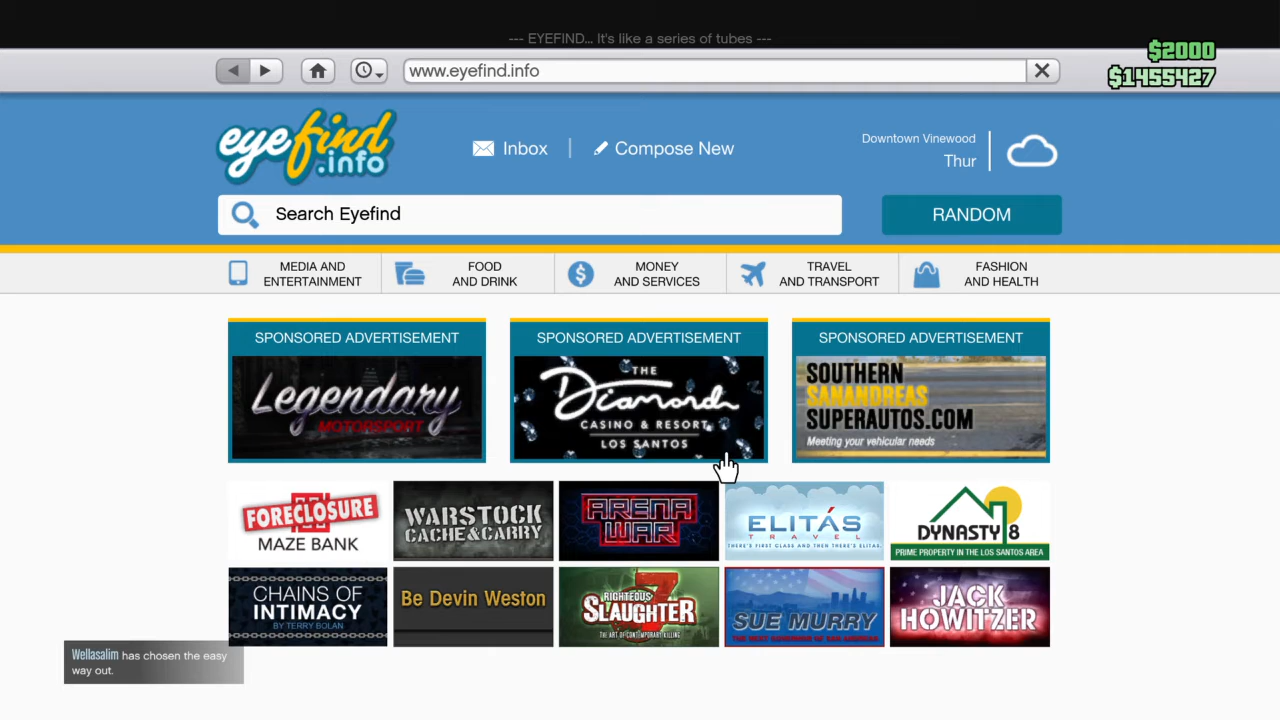 --- EYEFIND... It's like a series of tubes ---
$2000
www.eyefind.info
$1455427
eyefind
.info
Inbox
Compose New
Downtown Vinewood
Thur
Search Eyefind
RANDOM
MEDIA AND
ENTERTAINMENT
FOOD
AND DRINK
MONEY
AND SERVICES
TRAVEL
AND TRANSPORT
FASHION
AND HEALTH
SPONSORED ADVERTISEMENT
Legendary
MOTORSPORT
SPONSORED ADVERTISEMENT
THE
Diamond
CASINO & RESORT
LOS SANTOS
SPONSORED ADVERTISEMENT
SOUTHERN
SANANDREAS
SUPERAUTOS.COM
Meeting your vehicular needs
FORECLOSURE
MAZE BANK
WARSTOCK
CACHE & CARRY
ARENA
WAR
ELITÁS
TRAVEL
THERE'S FIRST CLASS AND THEN THERE'S ELITAS.
DYNASTY 8
PRIME PROPERTY IN THE LOS SANTOS AREA
CHAINS OF
INTIMACY
BY TERRY BOLAN
Be Devin Weston
RIGHTEOUS
SLAUGHTER
7
THE ART OF CONTEMPORARY KILLING
SUE MURRY
THE NEXT GOVERNOR OF SAN ANDREAS
JACK
HOWITZER
Wellasalim has chosen the easy
way out.